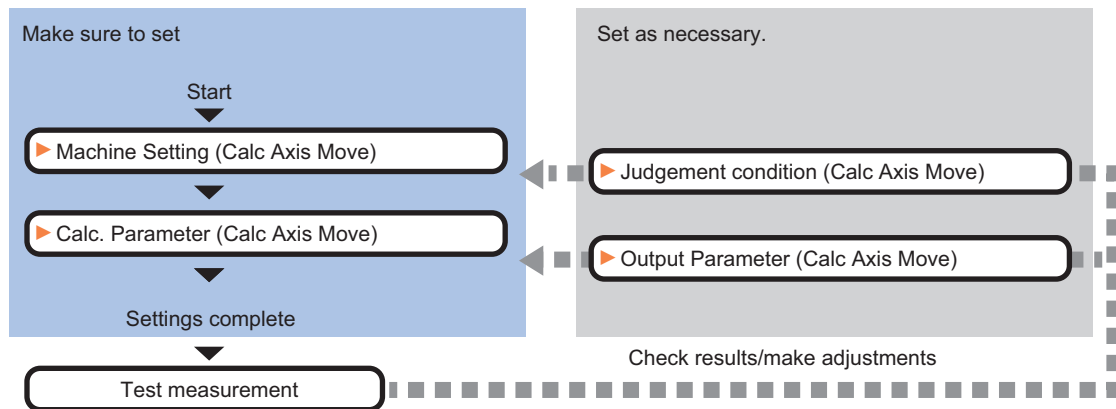 Make sure to set
Start
Machine Setting (Calc Axis Move)
Calc. Parameter (Calc Axis Move)
Settings complete
Test measurement
Set as necessary.
Judgement condition (Calc Axis Move)
Output Parameter (Calc Axis Move)
Check results/make adjustments